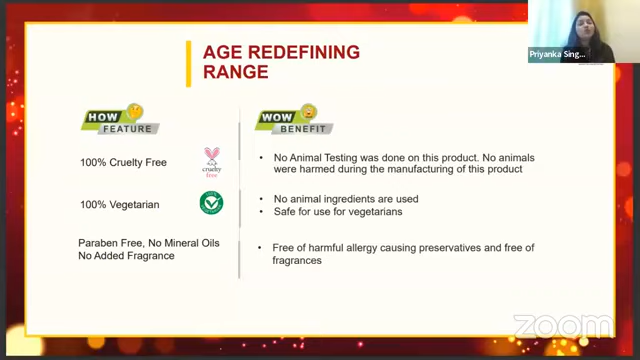 Priyanka Sing...
AGE REDEFINING
RANGE
HOW
FEATURE
WOW
BENEFIT
100% Cruelty Free
cruelty
free
• No Animal Testing was done on this product. No animals
were harmed during the manufacturing of this product
100% Vegetarian
• No animal ingredients are used
• Safe for use for vegetarians
Paraben Free, No Mineral Oils
No Added Fragrance
• Free of harmful allergy causing preservatives and free of
fragrances
zoom